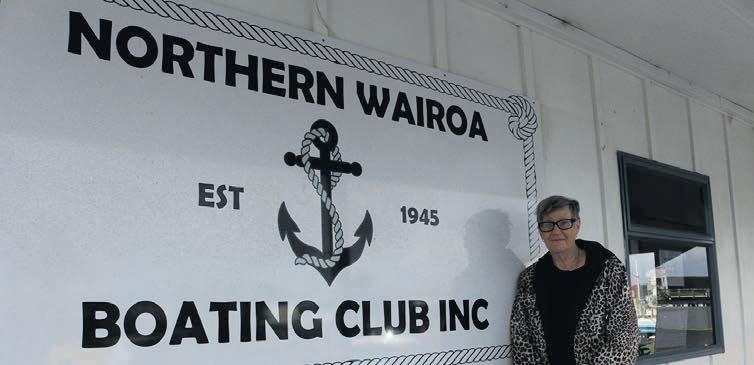 NORTHERN WAIROA
EST 1945
BOATING CLUB INC